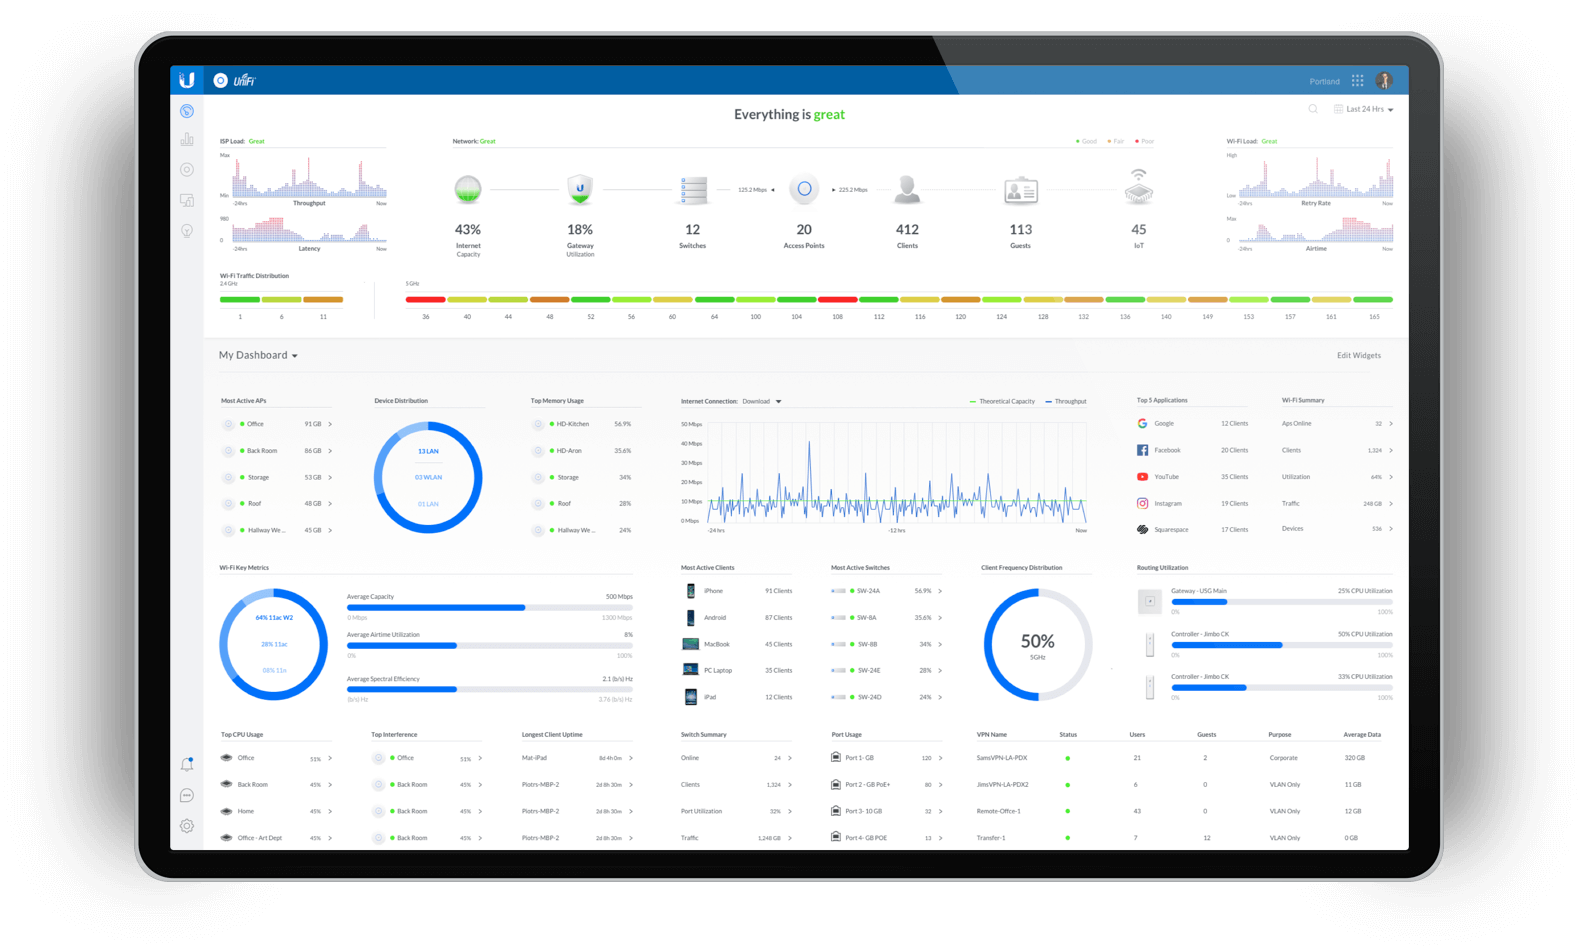 UniFi
Portland
Everything is great
Last 24 Hrs
ISP Load: Great
Max
Min
-24hrs Throughput Now
980
0
-24hrs Latency Now
Network: Great
Good Fair Poor
125.2 Mbps 225.2 Mbps
43% 18% 12 20 412 113 45
Internet Capacity
Gateway Utilization
Switches
Access Points
Clients
Guests
IoT
Wi-Fi Load: Great
High
Low
-24hrs Retry Rate Now
Max
0
-24hrs Airtime Now
Wi-Fi Traffic Distribution
2.4 GHz
1 6 11
5 GHz
36 40 44 48 52 56 60 64 100 104 108 112 116 120 124 128 132 136 140 149 153 157 161 165
My Dashboard
Edit Widgets
Most Active APs
Office 91 GB
Back Room 86 GB
Storage 53 GB
Roof 48 GB
Hallway We ... 45 GB
Device Distribution
13 LAN
03 WLAN
01 LAN
Top Memory Usage
HD-Kitchen 56.9%
HD-Aron 35.6%
Storage 34%
Roof 28%
Hallway We ... 24%
Internet Connection: Download
Theoretical Capacity Throughput
50 Mbps
40 Mbps
30 Mbps
20 Mbps
10 Mbps
0 Mbps
-24 hrs -12 hrs Now
Top 5 Applications
Google 12 Clients
Facebook 20 Clients
YouTube 35 Clients
Instagram 19 Clients
Squarespace 17 Clients
Wi-Fi Summary
Aps Online 32
Clients 1,324
Utilization 64%
Traffic 248 GB
Devices 536
Wi-Fi Key Metrics
64% 11ac W2
28% 11ac
08% 11n
Average Capacity 500 Mbps
0 Mbps 1300 Mbps
Average Airtime Utilization 8%
0% 100%
Average Spectral Efficiency 2.1 (b/s) Hz
(b/s) Hz 3.76 (b/s) Hz
Most Active Clients
iPhone 91 Clients
Android 87 Clients
MacBook 45 Clients
PC Laptop 35 Clients
iPad 12 Clients
Most Active Switches
SW-24A 56.9%
SW-8A 35.6%
SW-8B 34%
SW-24E 28%
SW-24D 24%
Client Frequency Distribution
50%
5GHz
Routing Utilization
Gateway - USG Main 25% CPU Utilization
0% 100%
Controller - Jimbo CK 50% CPU Utilization
0% 100%
Controller - Jimbo CK 33% CPU Utilization
0% 100%
Top CPU Usage
Office 51%
Back Room 45%
Home 45%
Office - Art Dept 45%
Top Interference
Office 51%
Back Room 45%
Back Room 45%
Back Room 45%
Longest Client Uptime
Mat-iPad 8d 4h 0m
Piotrs-MBP-2 2d 8h 30m
Piotrs-MBP-2 2d 8h 30m
Piotrs-MBP-2 2d 8h 30m
Switch Summary
Online 24
Clients 1,324
Port Utilization 32%
Traffic 1,248 GB
Port Usage
Port 1- GB 120
Port 2 - GB PoE+ 80
Port 3- 10 GB 32
Port 4- GB POE 13
VPN Name Status Users Guests Purpose Average Data
SamsVPN-LA-PDX 21 2 Corporate 320 GB
JimsVPN-LA-PDX2 6 0 VLAN Only 11 GB
Remote-Offce-1 43 0 VLAN Only 12 GB
Transfer-1 7 12 VLAN Only 0 GB